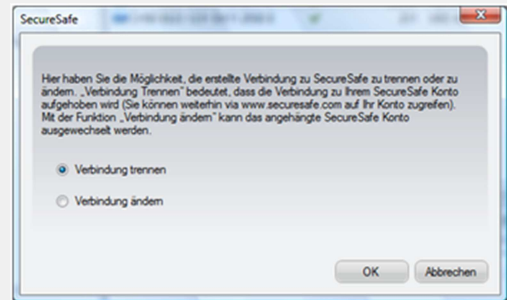 SecureSafe
Hier haben Sie die Möglichkeit, die erstellte Verbindung zu SecureSafe zu trennen oder zu
ändern. „Verbindung Trennen" bedeutet, dass die Verbindung zu Ihrem SecureSafe Konto
aufgehoben wird (Sie können weiterhin via www.securesafe.com auf Ihr Konto zugreifen).
Mit der Funktion „Verbindung ändern" kann das angehängte SecureSafe Konto
ausgewechselt werden.
Verbindung trennen
Verbindung ändern
OK
Abbrechen